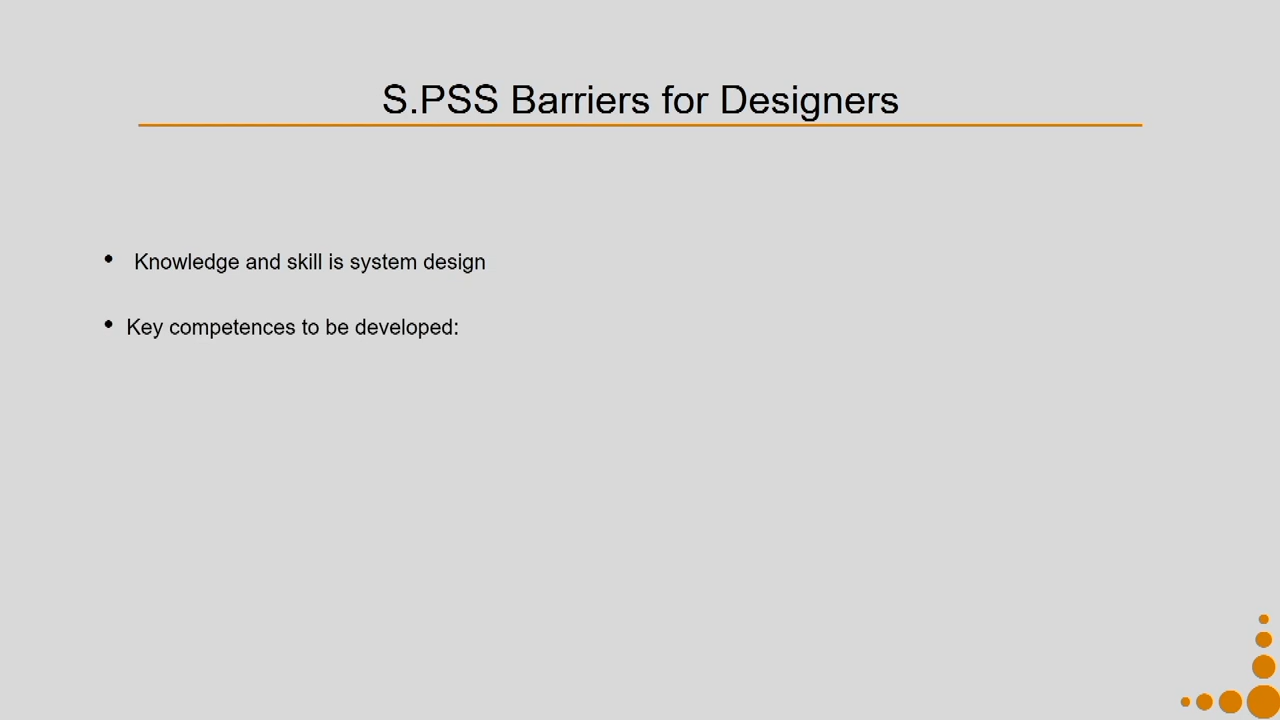 S.PSS Barriers for Designers
• Knowledge and skill is system design
• Key competences to be developed: